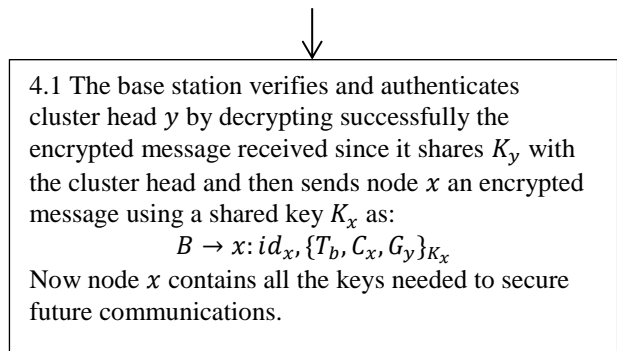 4.1 The base station verifies and authenticates
cluster head y by decrypting successfully the
encrypted message received since it shares K_y with
the cluster head and then sends node x an encrypted
message using a shared key K_x as:
B → x: id_x, {T_b, C_x, G_y}_{K_x}
Now node x contains all the keys needed to secure
future communications.